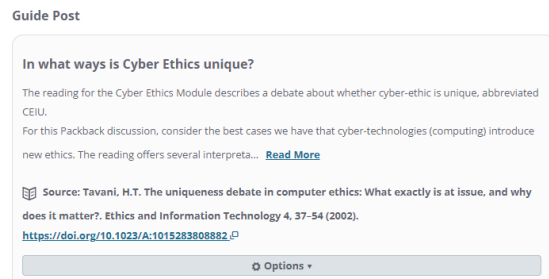 Guide Post
In what ways is Cyber Ethics unique?
The reading for the Cyber Ethics Module describes a debate about whether cyber-ethic is unique, abbreviated
CEIU.
For this Packback discussion, consider the best cases we have that cyber-technologies (computing) introduce
new ethics. The reading offers several interpreta... Read More
Source: Tavani, H.T. The uniqueness debate in computer ethics: What exactly is at issue, and why
does it matter?. Ethics and Information Technology 4, 37–54 (2002).
https://doi.org/10.1023/A:1015283808882
Options